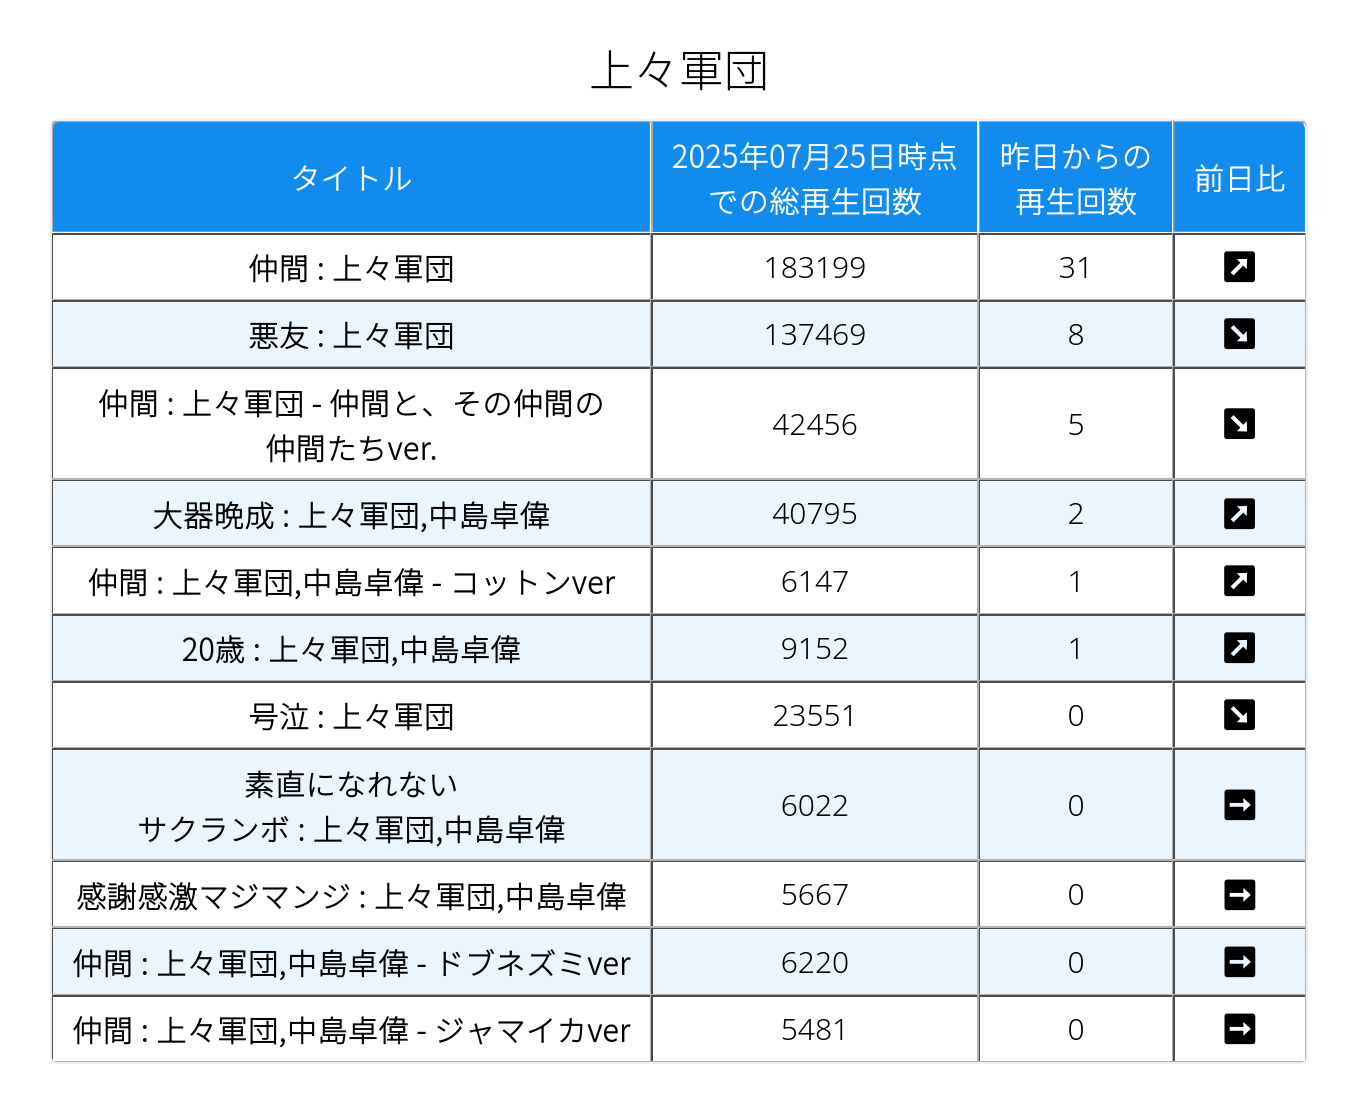 上々軍団
タイトル
2025年07月25日時点
での総再生回数
昨日からの
再生回数
前日比
仲間 : 上々軍団
183199
31
悪友 : 上々軍団
137469
8
仲間 : 上々軍団 - 仲間と、その仲間の
仲間たちver.
42456
5
大器晩成 : 上々軍団,中島卓偉
40795
2
仲間 : 上々軍団,中島卓偉 - コットンver
6147
1
20歳 : 上々軍団,中島卓偉
9152
1
号泣 : 上々軍団
23551
0
素直になれない
サクランボ : 上々軍団,中島卓偉
6022
0
感謝感激マジマンジ : 上々軍団,中島卓偉
5667
0
仲間 : 上々軍団,中島卓偉 - ドブネズミver
6220
0
仲間 : 上々軍団,中島卓偉 - ジャマイカver
5481
0